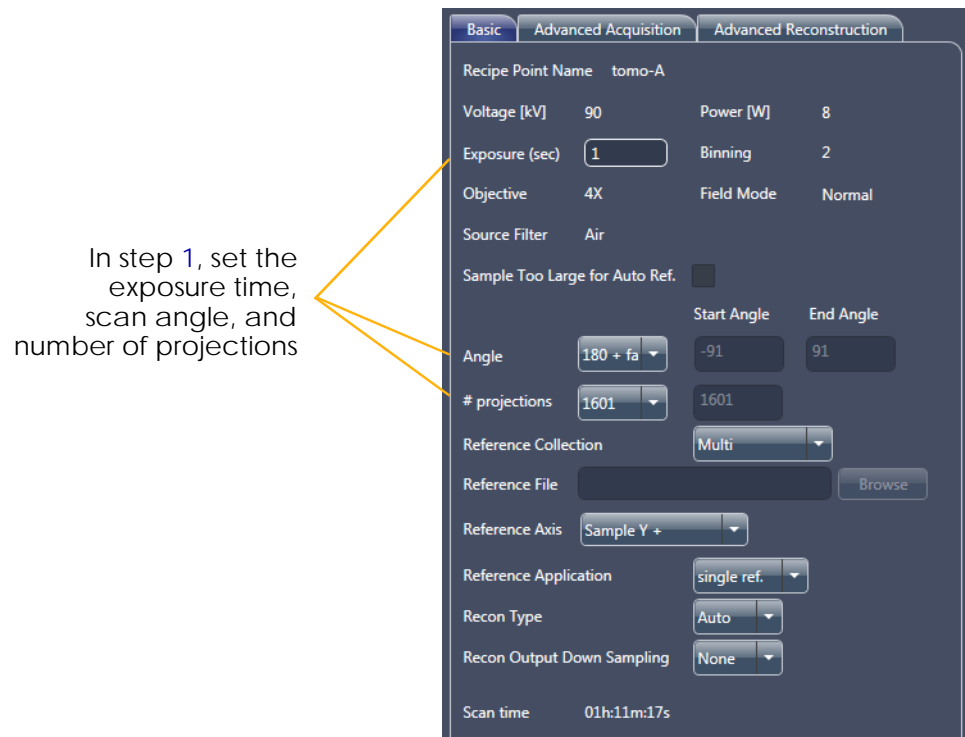 Basic Advanced Acquisition Advanced Reconstruction
Recipe Point Name tomo-A
Voltage [kV] 90 Power [W] 8
Exposure (sec) 1 Binning 2
Objective 4X Field Mode Normal
Source Filter Air
Sample Too Large for Auto Ref.
Start Angle End Angle
Angle 180 + fa -91 91
# projections 1601 1601
Reference Collection Multi
Reference File Browse
Reference Axis Sample Y +
Reference Application single ref.
Recon Type Auto
Recon Output Down Sampling None
Scan time 01h:11m:17s
In step 1, set the
exposure time,
scan angle, and
number of projections